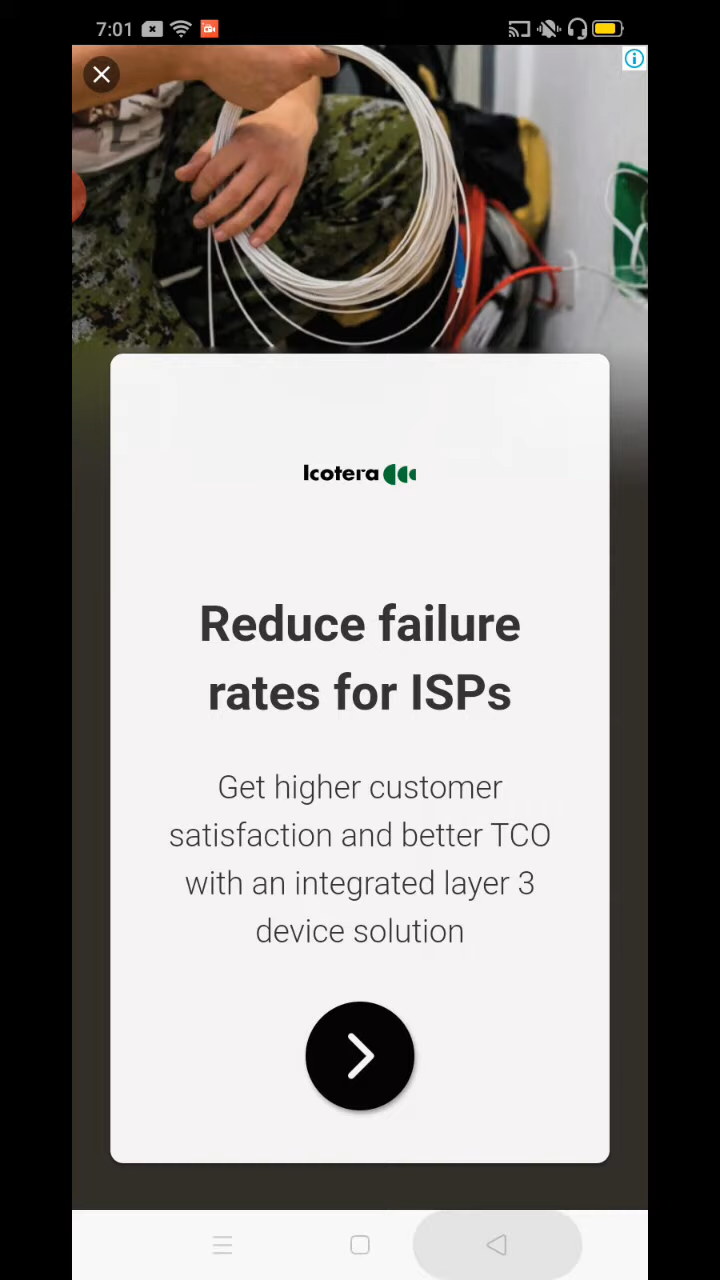 7:01
Icotera
Reduce failure
rates for ISPs
Get higher customer
satisfaction and better TCO
with an integrated layer 3
device solution